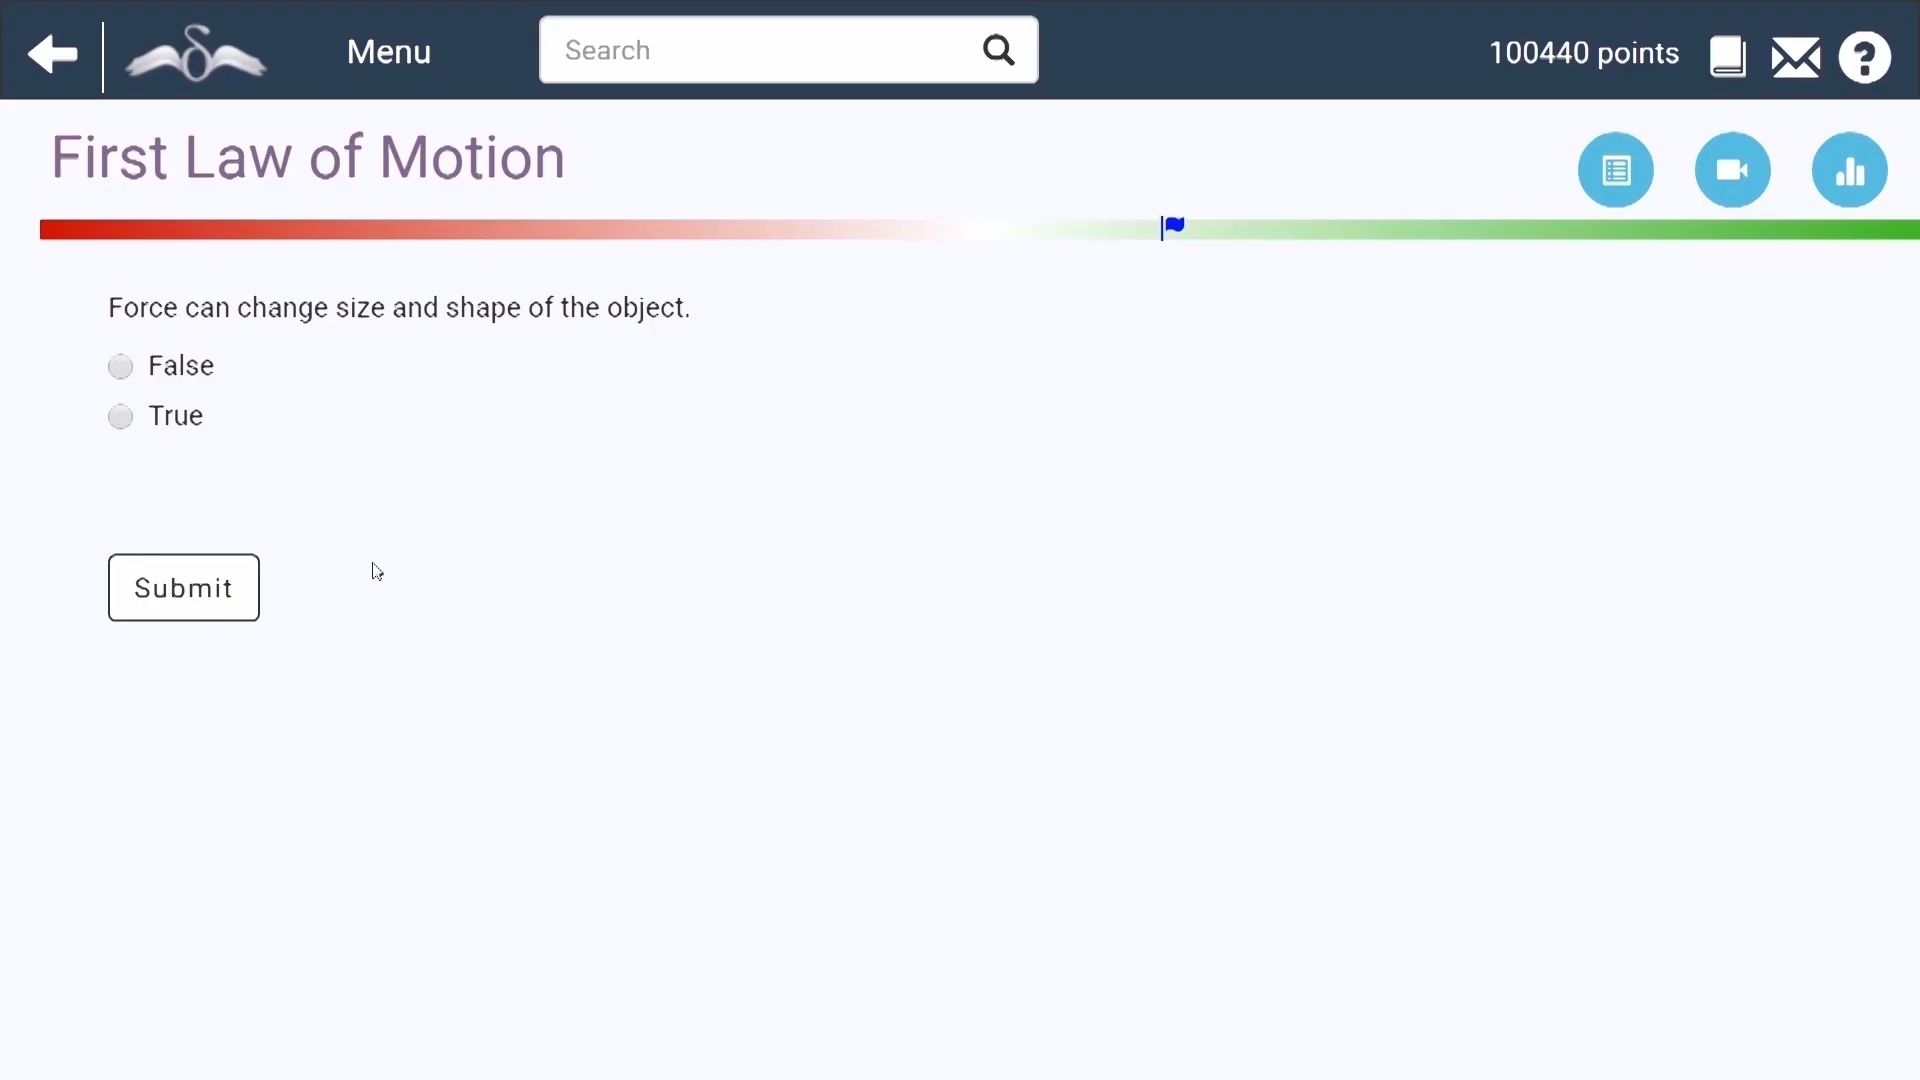 Menu
Search
100440 points
First Law of Motion
Force can change size and shape of the object.
False
True
Submit